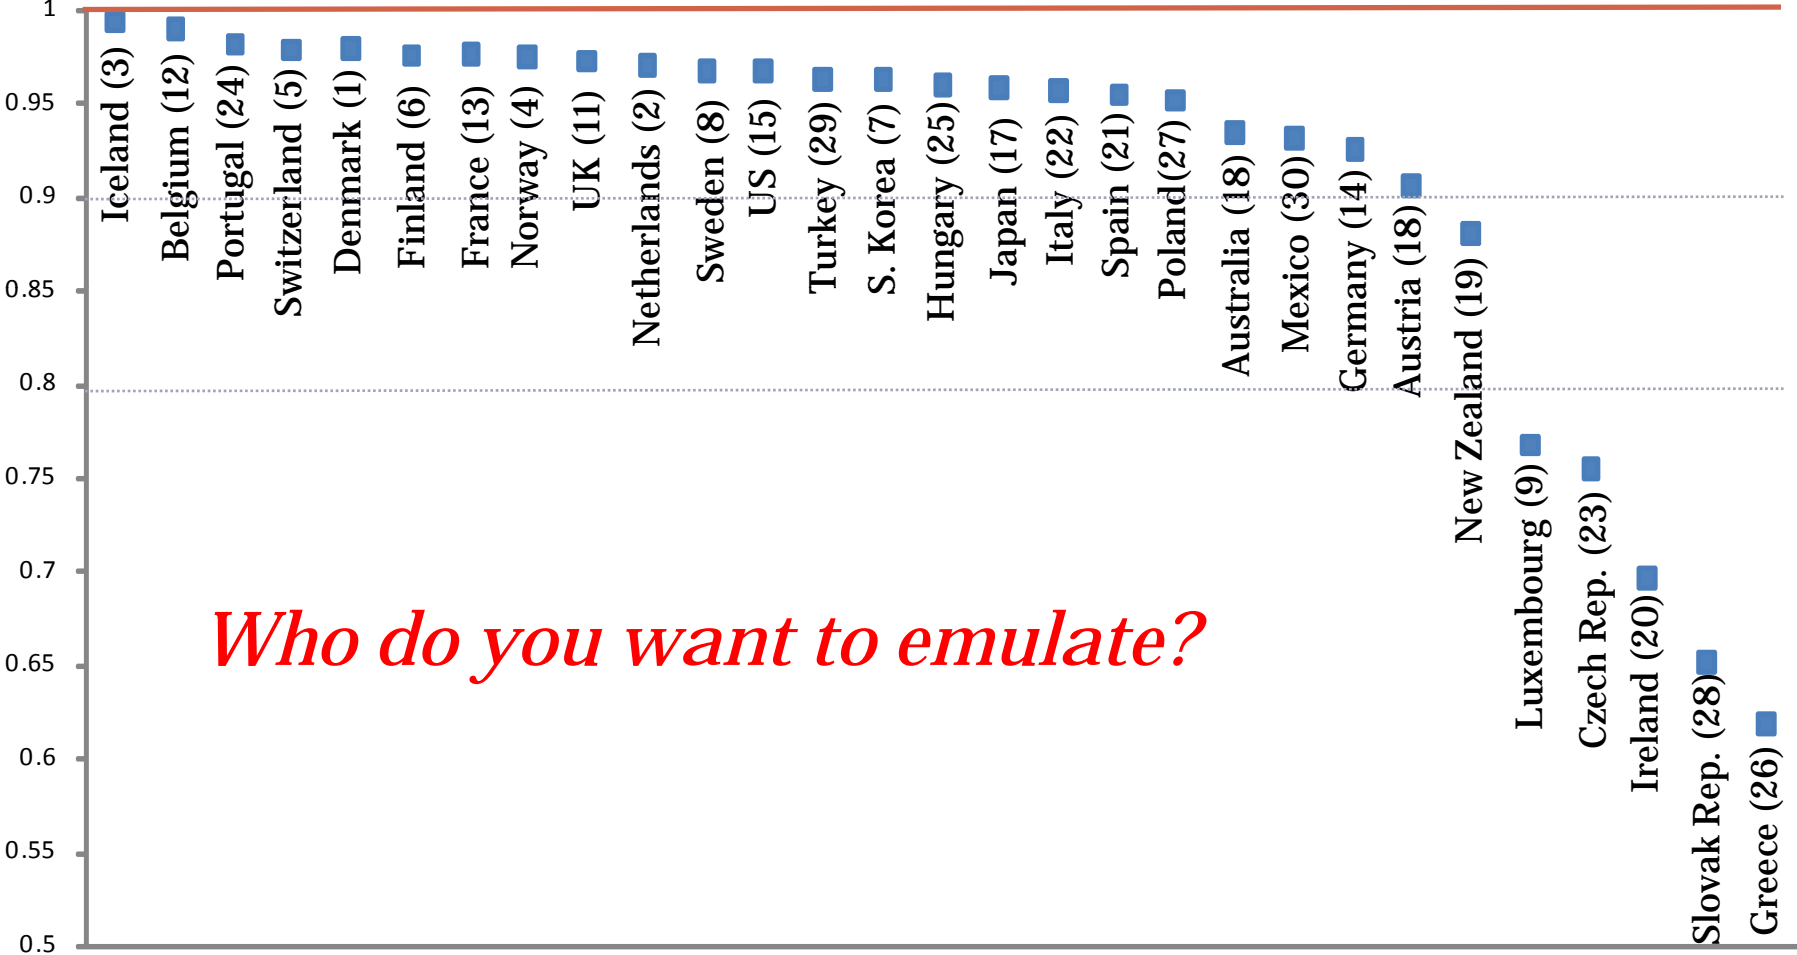 1
0.95
0.9
0.85
0.8
0.75
0.7
0.65
0.6
0.55
0.5
Iceland (3)
Belgium (12)
Portugal (24)
Switzerland (5)
Denmark (1)
Finland (6)
France (13)
Norway (4)
UK (11)
Netherlands (2)
Sweden (8)
US (15)
Turkey (29)
S. Korea (7)
Hungary (25)
Japan (17)
Italy (22)
Spain (21)
Poland(27)
Australia (18)
Mexico (30)
Germany (14)
Austria (18)
New Zealand (19)
Luxembourg (9)
Czech Rep. (23)
Ireland (20)
Slovak Rep. (28)
Greece (26)
Who do you want to emulate?